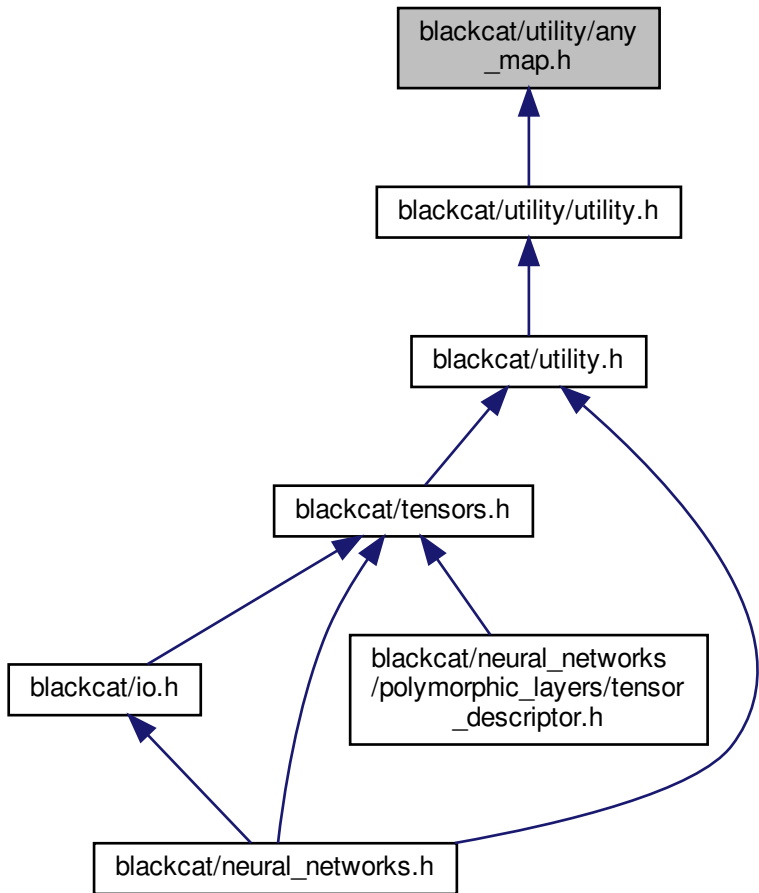 blackcat/utility/any
_map.h
blackcat/utility/utility.h
blackcat/utility.h
blackcat/tensors.h
blackcat/io.h
blackcat/neural_networks
/polymorphic_layers/tensor
_descriptor.h
blackcat/neural_networks.h